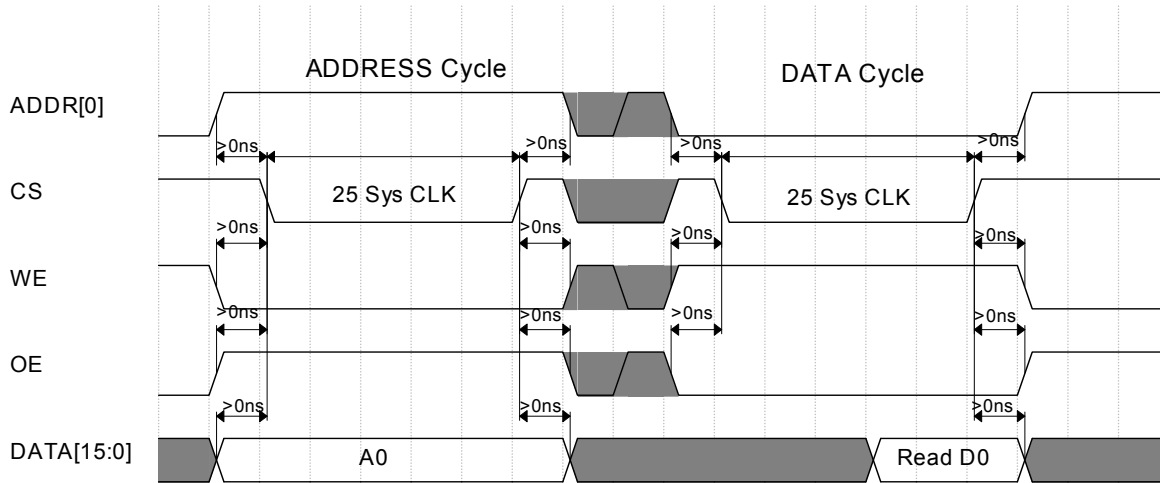 ADDRESS Cycle
DATA Cycle
ADDR[0]
>0ns >0ns >0ns >0ns
CS
25 Sys CLK 25 Sys CLK
>0ns >0ns >0ns >0ns
WE
>0ns >0ns >0ns >0ns
OE
>0ns >0ns >0ns
DATA[15:0]
A0
Read D0